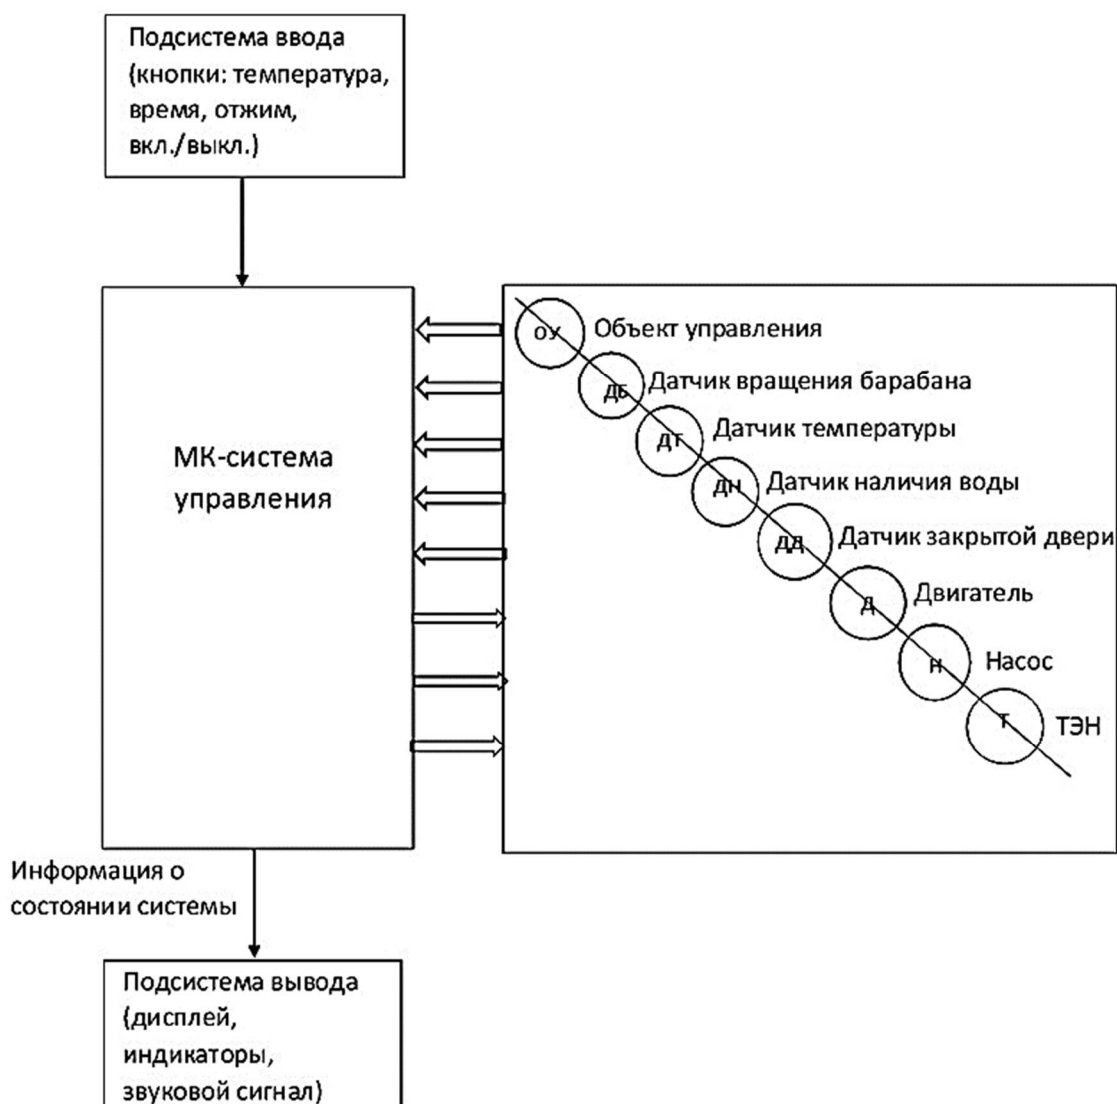 Подсистема ввода
(кнопки: температура,
время, отжим,
вкл./выкл.)
МК-система
управления
ОУ Объект управления
ДБ Датчик вращения барабана
ДТ Датчик температуры
ДН Датчик наличия воды
ДД Датчик закрытой двери
Д Двигатель
Н Насос
Т ТЭН
Информация о
состоянии системы
Подсистема вывода
(дисплей,
индикаторы,
звуковой сигнал)